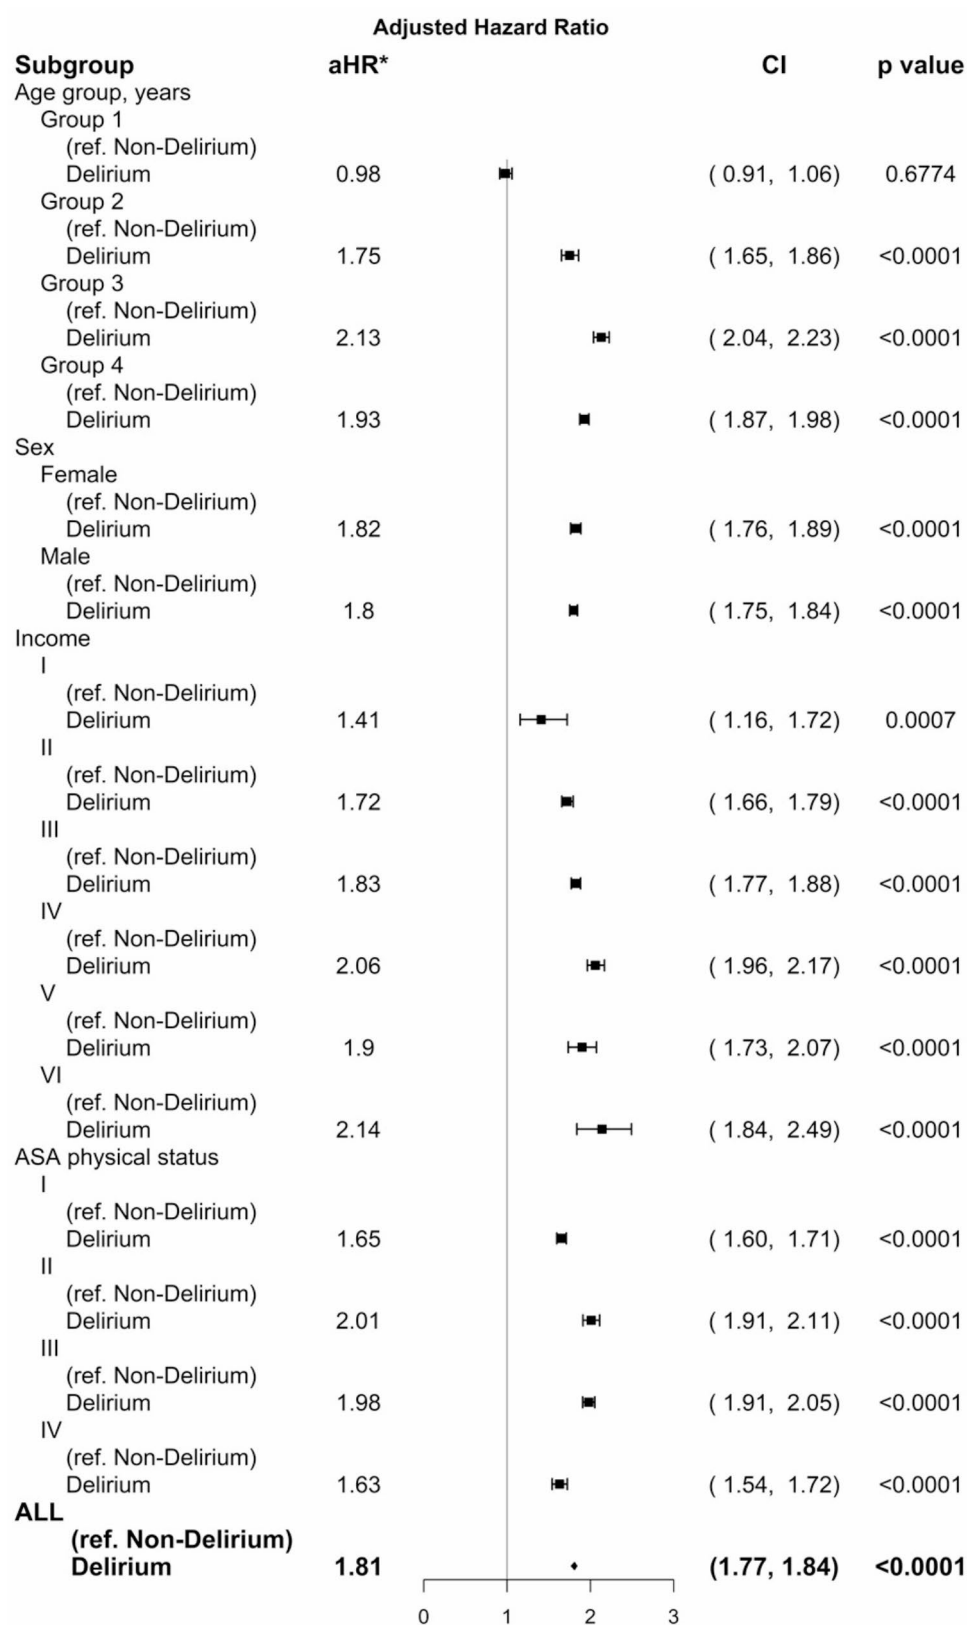 Adjusted Hazard Ratio
Subgroup aHR* CI p value
Age group, years
Group 1
(ref. Non-Delirium)
Delirium 0.98 ( 0.91, 1.06) 0.6774
Group 2
(ref. Non-Delirium)
Delirium 1.75 ( 1.65, 1.86) <0.0001
Group 3
(ref. Non-Delirium)
Delirium 2.13 ( 2.04, 2.23) <0.0001
Group 4
(ref. Non-Delirium)
Delirium 1.93 ( 1.87, 1.98) <0.0001
Sex
Female
(ref. Non-Delirium)
Delirium 1.82 ( 1.76, 1.89) <0.0001
Male
(ref. Non-Delirium)
Delirium 1.8 ( 1.75, 1.84) <0.0001
Income
I
(ref. Non-Delirium)
Delirium 1.41 ( 1.16, 1.72) 0.0007
II
(ref. Non-Delirium)
Delirium 1.72 ( 1.66, 1.79) <0.0001
III
(ref. Non-Delirium)
Delirium 1.83 ( 1.77, 1.88) <0.0001
IV
(ref. Non-Delirium)
Delirium 2.06 ( 1.96, 2.17) <0.0001
V
(ref. Non-Delirium)
Delirium 1.9 ( 1.73, 2.07) <0.0001
VI
(ref. Non-Delirium)
Delirium 2.14 ( 1.84, 2.49) <0.0001
ASA physical status
I
(ref. Non-Delirium)
Delirium 1.65 ( 1.60, 1.71) <0.0001
II
(ref. Non-Delirium)
Delirium 2.01 ( 1.91, 2.11) <0.0001
III
(ref. Non-Delirium)
Delirium 1.98 ( 1.91, 2.05) <0.0001
IV
(ref. Non-Delirium)
Delirium 1.63 ( 1.54, 1.72) <0.0001
ALL
(ref. Non-Delirium)
Delirium 1.81 (1.77, 1.84) <0.0001
0 1 2 3